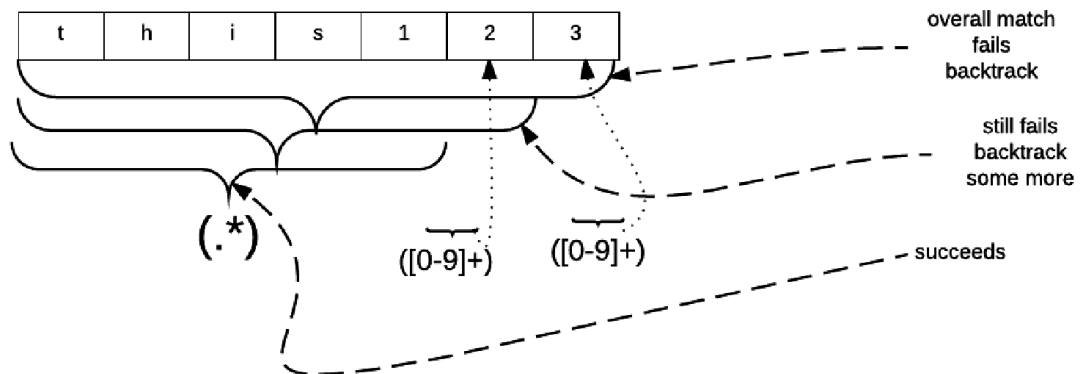 t h i s 1 2 3
overall match
fails
backtrack
still fails
backtrack
some more
(.*)
([0-9]+) ([0-9]+)
succeeds